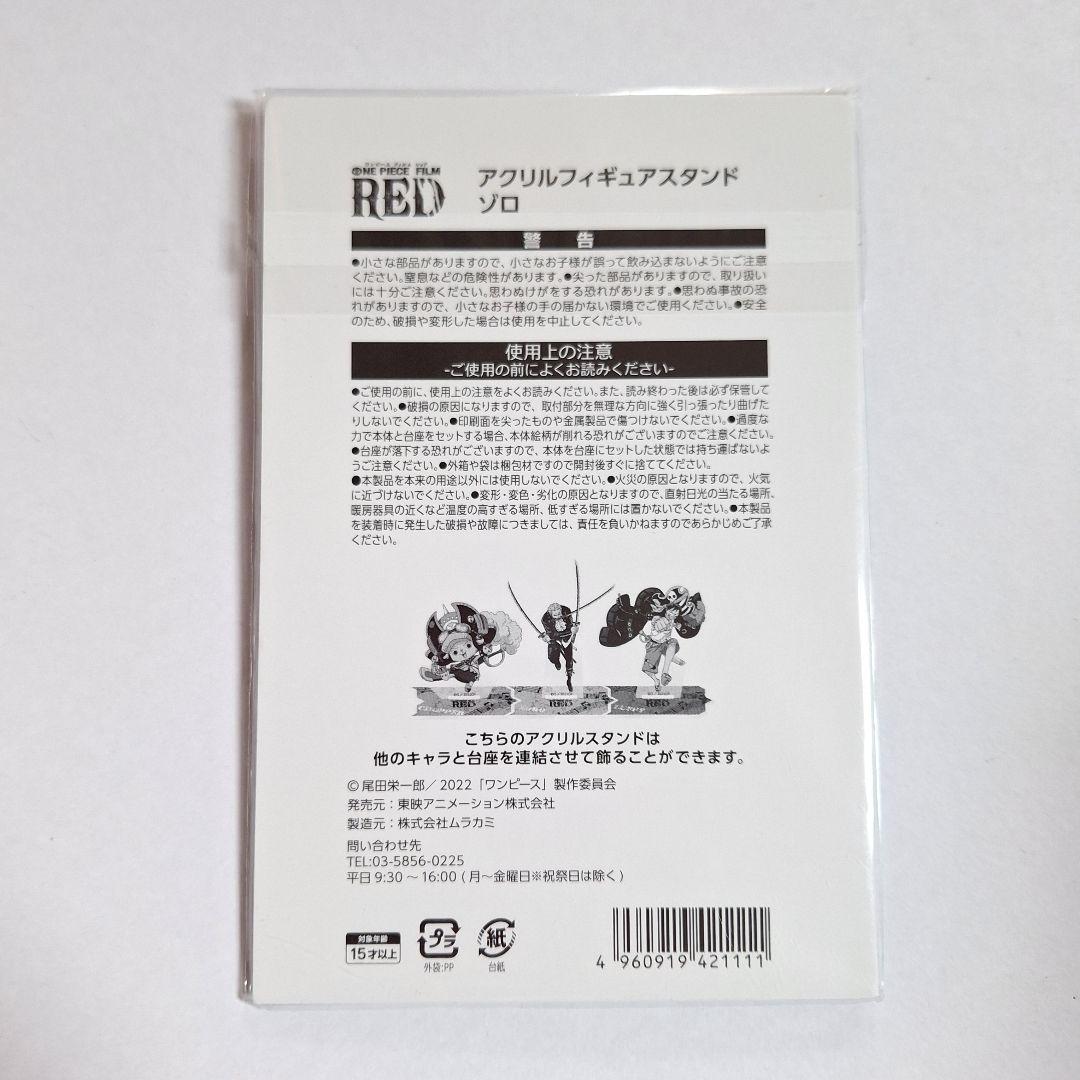 ワンピース フィルム レッド
ONE PIECE FILM
RED
アクリルフィギュアスタンド
ゾロ
警 告
●小さな部品がありますので、小さなお子様が誤って飲み込まないようにご注意
ください。窒息などの危険性があります。●尖った部品がありますので、取り扱い
には十分ご注意ください。思わぬけがをする恐れがあります。●思わぬ事故の恐
れがありますので、小さなお子様の手の届かない環境でご使用ください。●安全
のため、破損や変形した場合は使用を中止してください。
使用上の注意
-ご使用の前によくお読みください-
●ご使用の前に、使用上の注意をよくお読みください。また、読み終わった後は必ず保管して
ください。●破損の原因になりますので、取付部分を無理な方向に強く引っ張ったり曲げた
りしないでください。●印刷面を尖ったものや金属製品で傷つけないでください。●過度な
力で本体と台座をセットする場合、本体絵柄が削れる恐れがございますのでご注意ください。
●台座が落下する恐れがございますので、本体を台座にセットした状態では持ち運ばないよ
うご注意ください。●外箱や袋は梱包材ですので開封後すぐに捨ててください。
●本製品を本来の用途以外には使用しないでください。●火災の原因となりますので、火気
に近づけないでください。●変形・変色・劣化の原因となりますので、直射日光の当たる場所、
暖房器具の近くなど温度の高すぎる場所、低すぎる場所には置かないでください。●本製品
を装着時に発生した破損や故障につきましては、責任を負いかねますのであらかじめご了承
ください。
RED
RED
RED
こちらのアクリルスタンドは
他のキャラと台座を連結させて飾ることができます。
© 尾田栄一郎/ 2022「ワンピース」製作委員会
発売元:東映アニメーション株式会社
製造元:株式会社ムラカミ
問い合わせ先
TEL:03-5856-0225
平日 9:30 ～ 16:00 ( 月～金曜日※祝祭日は除く )
対象年齢
15才以上
プラ
外袋:PP
紙
台紙
4 960919 421111